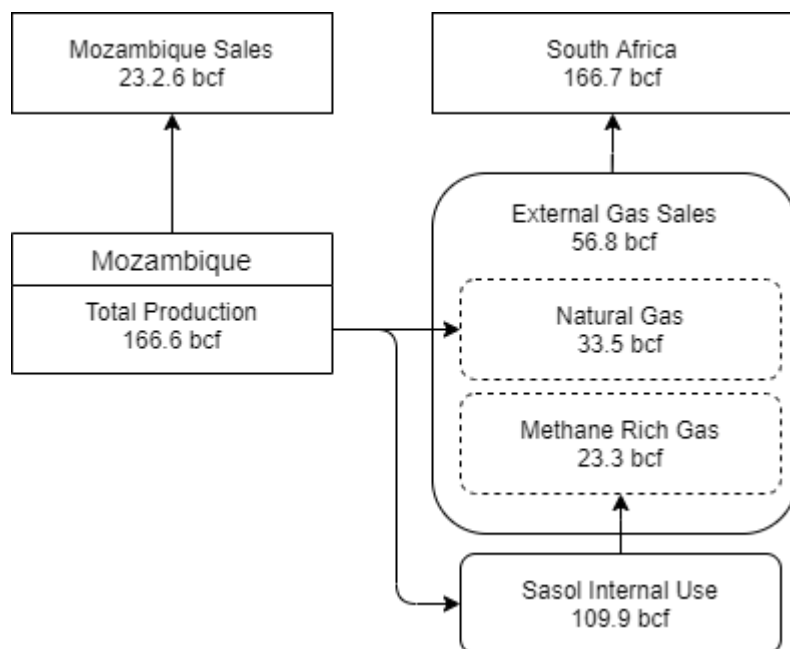 Mozambique Sales
23.2.6 bcf
South Africa
166.7 bcf
Mozambique
Total Production
166.6 bcf
External Gas Sales
56.8 bcf
Natural Gas
33.5 bcf
Methane Rich Gas
23.3 bcf
Sasol Internal Use
109.9 bcf